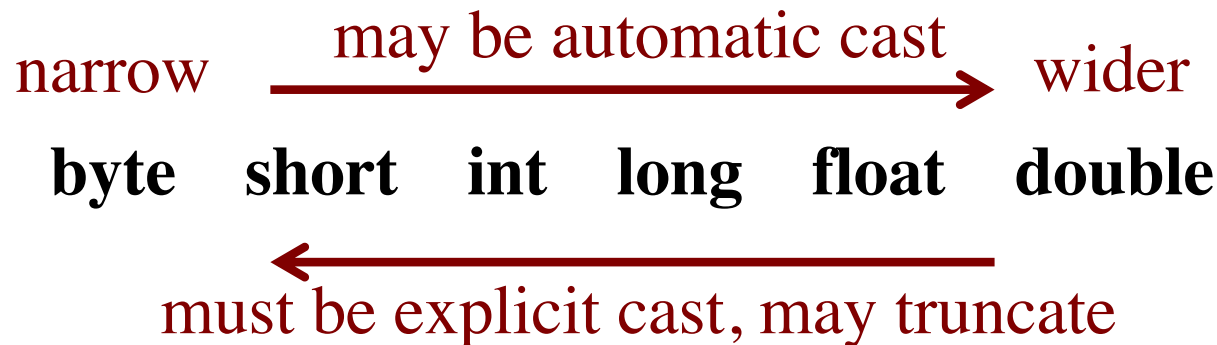 may be automatic cast
narrow wider
byte short int long float double
must be explicit cast, may truncate